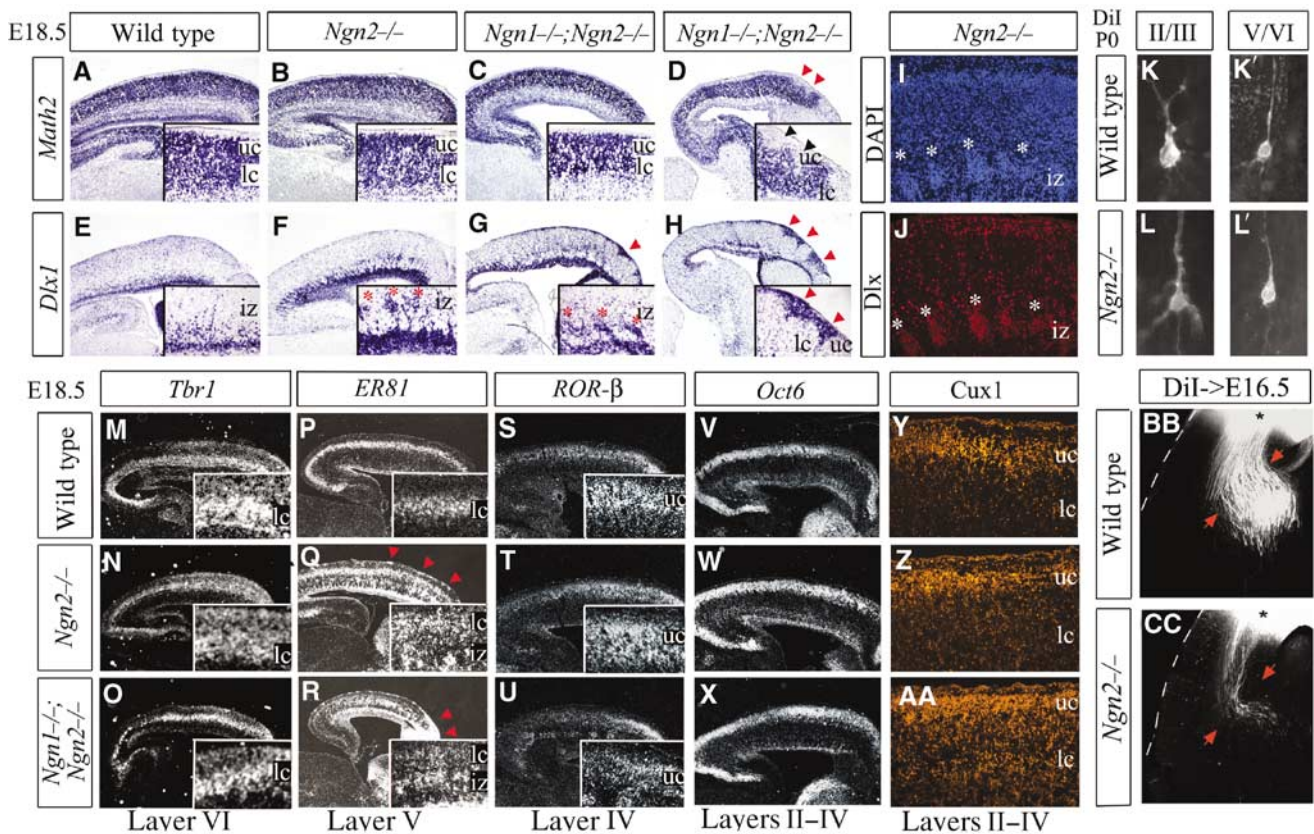 E18.5 Wild type Ngn2–/– Ngn1–/–;Ngn2–/– Ngn1–/–;Ngn2–/– Ngn2–/– DiI P0 II/III V/VI
Math2 A uc lc B uc lc C uc lc D uc lc DAPI I * * * * iz Wild type K K'
Dlx1 E iz F * * * iz G * * * iz H lc uc Dlx J * * * * iz Ngn2–/– L L'
E18.5 Tbr1 ER81 ROR-β Oct6 Cux1 DiI->E16.5
Wild type M lc P lc S uc V Y uc lc Wild type BB *
Ngn2–/– N lc Q lc iz T uc W Z uc lc Ngn2–/– CC *
Ngn1–/–; Ngn2–/– O lc R lc iz U uc X AA uc lc
Layer VI Layer V Layer IV Layers II–IV Layers II–IV